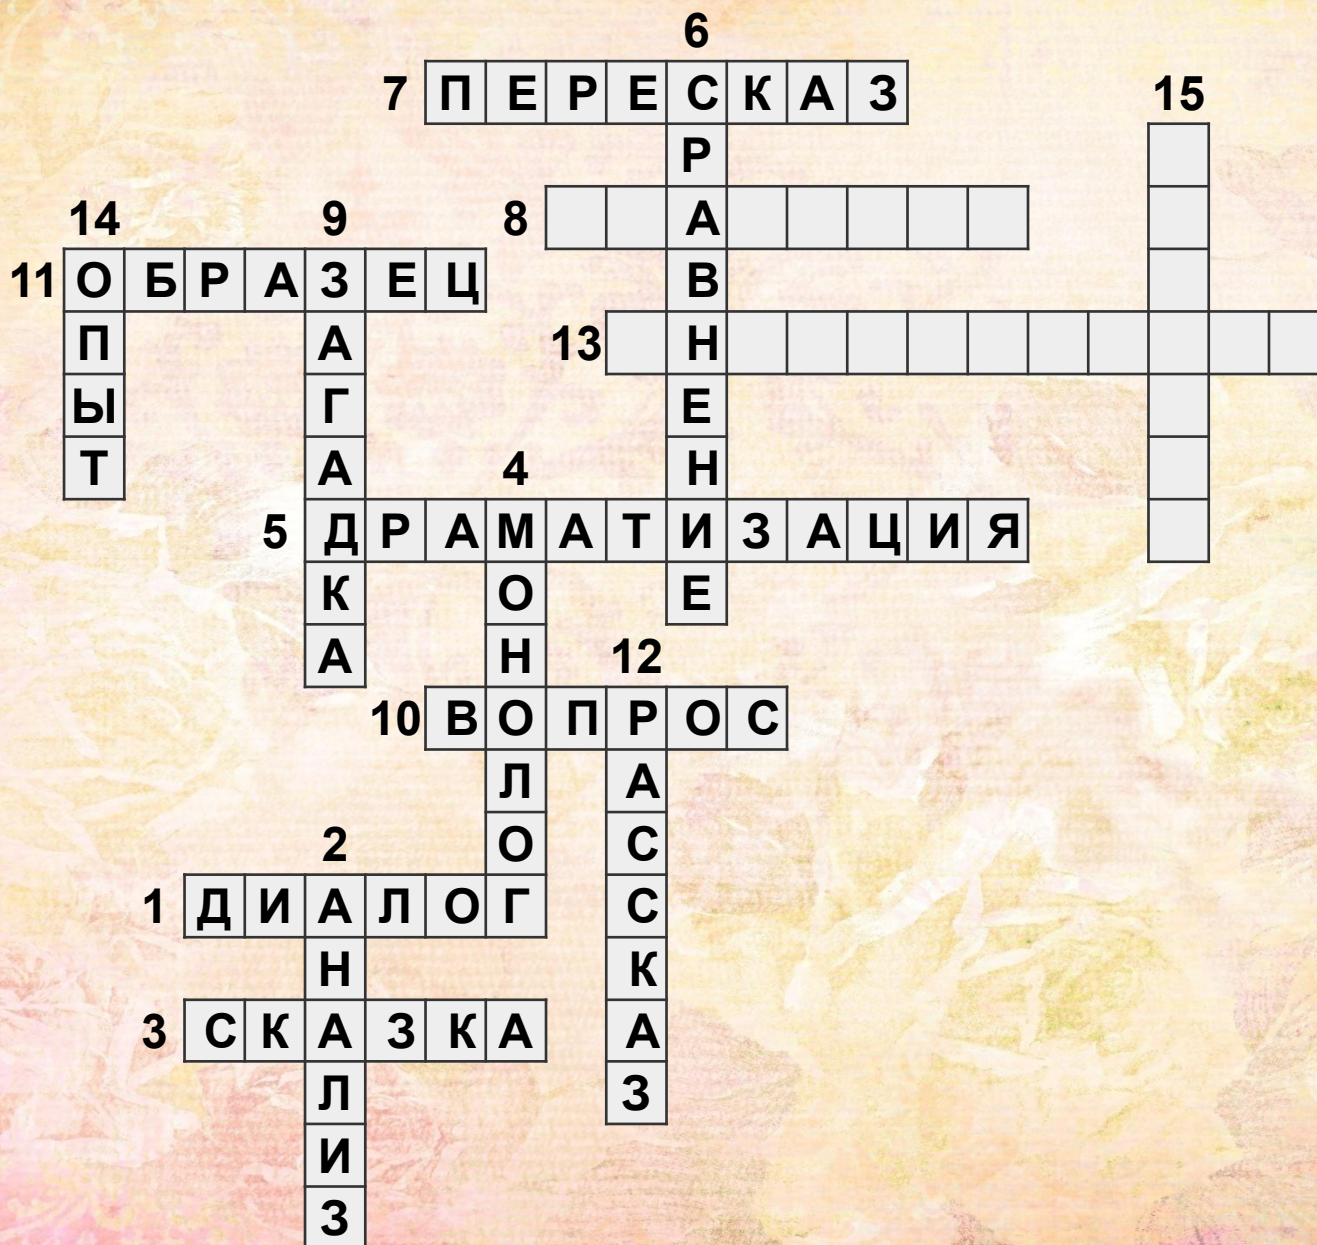 6
7 ПЕРЕСКАЗ 15
Р
14 9 8 А
11 ОБРАЗЕЦ В
П А 13 Н
Ы Г Е
Т А 4 Н
5 ДРАМАТИЗАЦИЯ
К О Е
А Н 12
10 ВОПРОС
Л А
2 О С
1 ДИАЛОГ С
Н К
3 СКАЗКА А
Л З
И
З